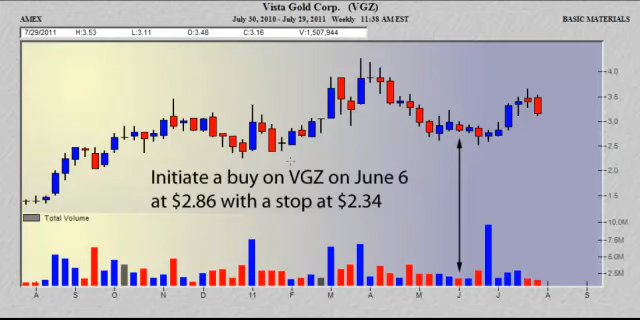 Vista Gold Corp. (VGZ)
AMEX
July 30, 2010 - July 29, 2011 Weekly 11:38 AM EST
BASIC MATERIALS
7/29/2011 H:3.53 L:3.11 O:3.48 C:3.16 V:1,507,944
4.0
3.5
3.0
2.5
2.0
1.5
Initiate a buy on VGZ on June 6
at $2.86 with a stop at $2.34
Total Volume
10.0M
7.5M
5.0M
2.5M
A S O N D 11 F M A M J J A S